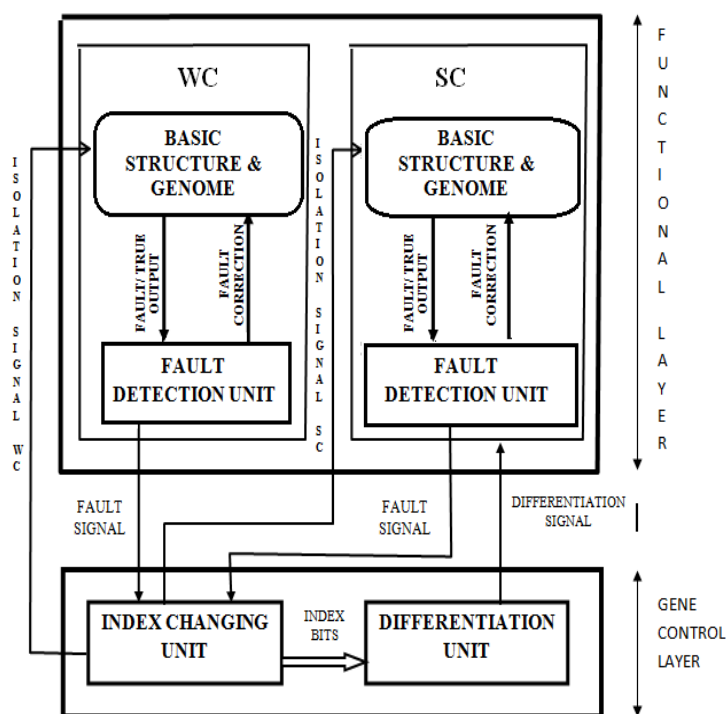 WC
SC
BASIC
STRUCTURE &
GENOME
BASIC
STRUCTURE &
GENOME
FAULT/ TRUE
OUTPUT
FAULT
CORRECTION
FAULT/ TRUE
OUTPUT
FAULT
CORRECTION
FAULT
DETECTION UNIT
FAULT
DETECTION UNIT
ISOLATION SIGNAL WC
ISOLATION SIGNAL SC
FUNCTIONAL LAYER
FAULT
SIGNAL
FAULT
SIGNAL
DIFFERENTIATION
SIGNAL
INDEX CHANGING
UNIT
INDEX
BITS
DIFFERENTIATION
UNIT
GENE
CONTROL
LAYER